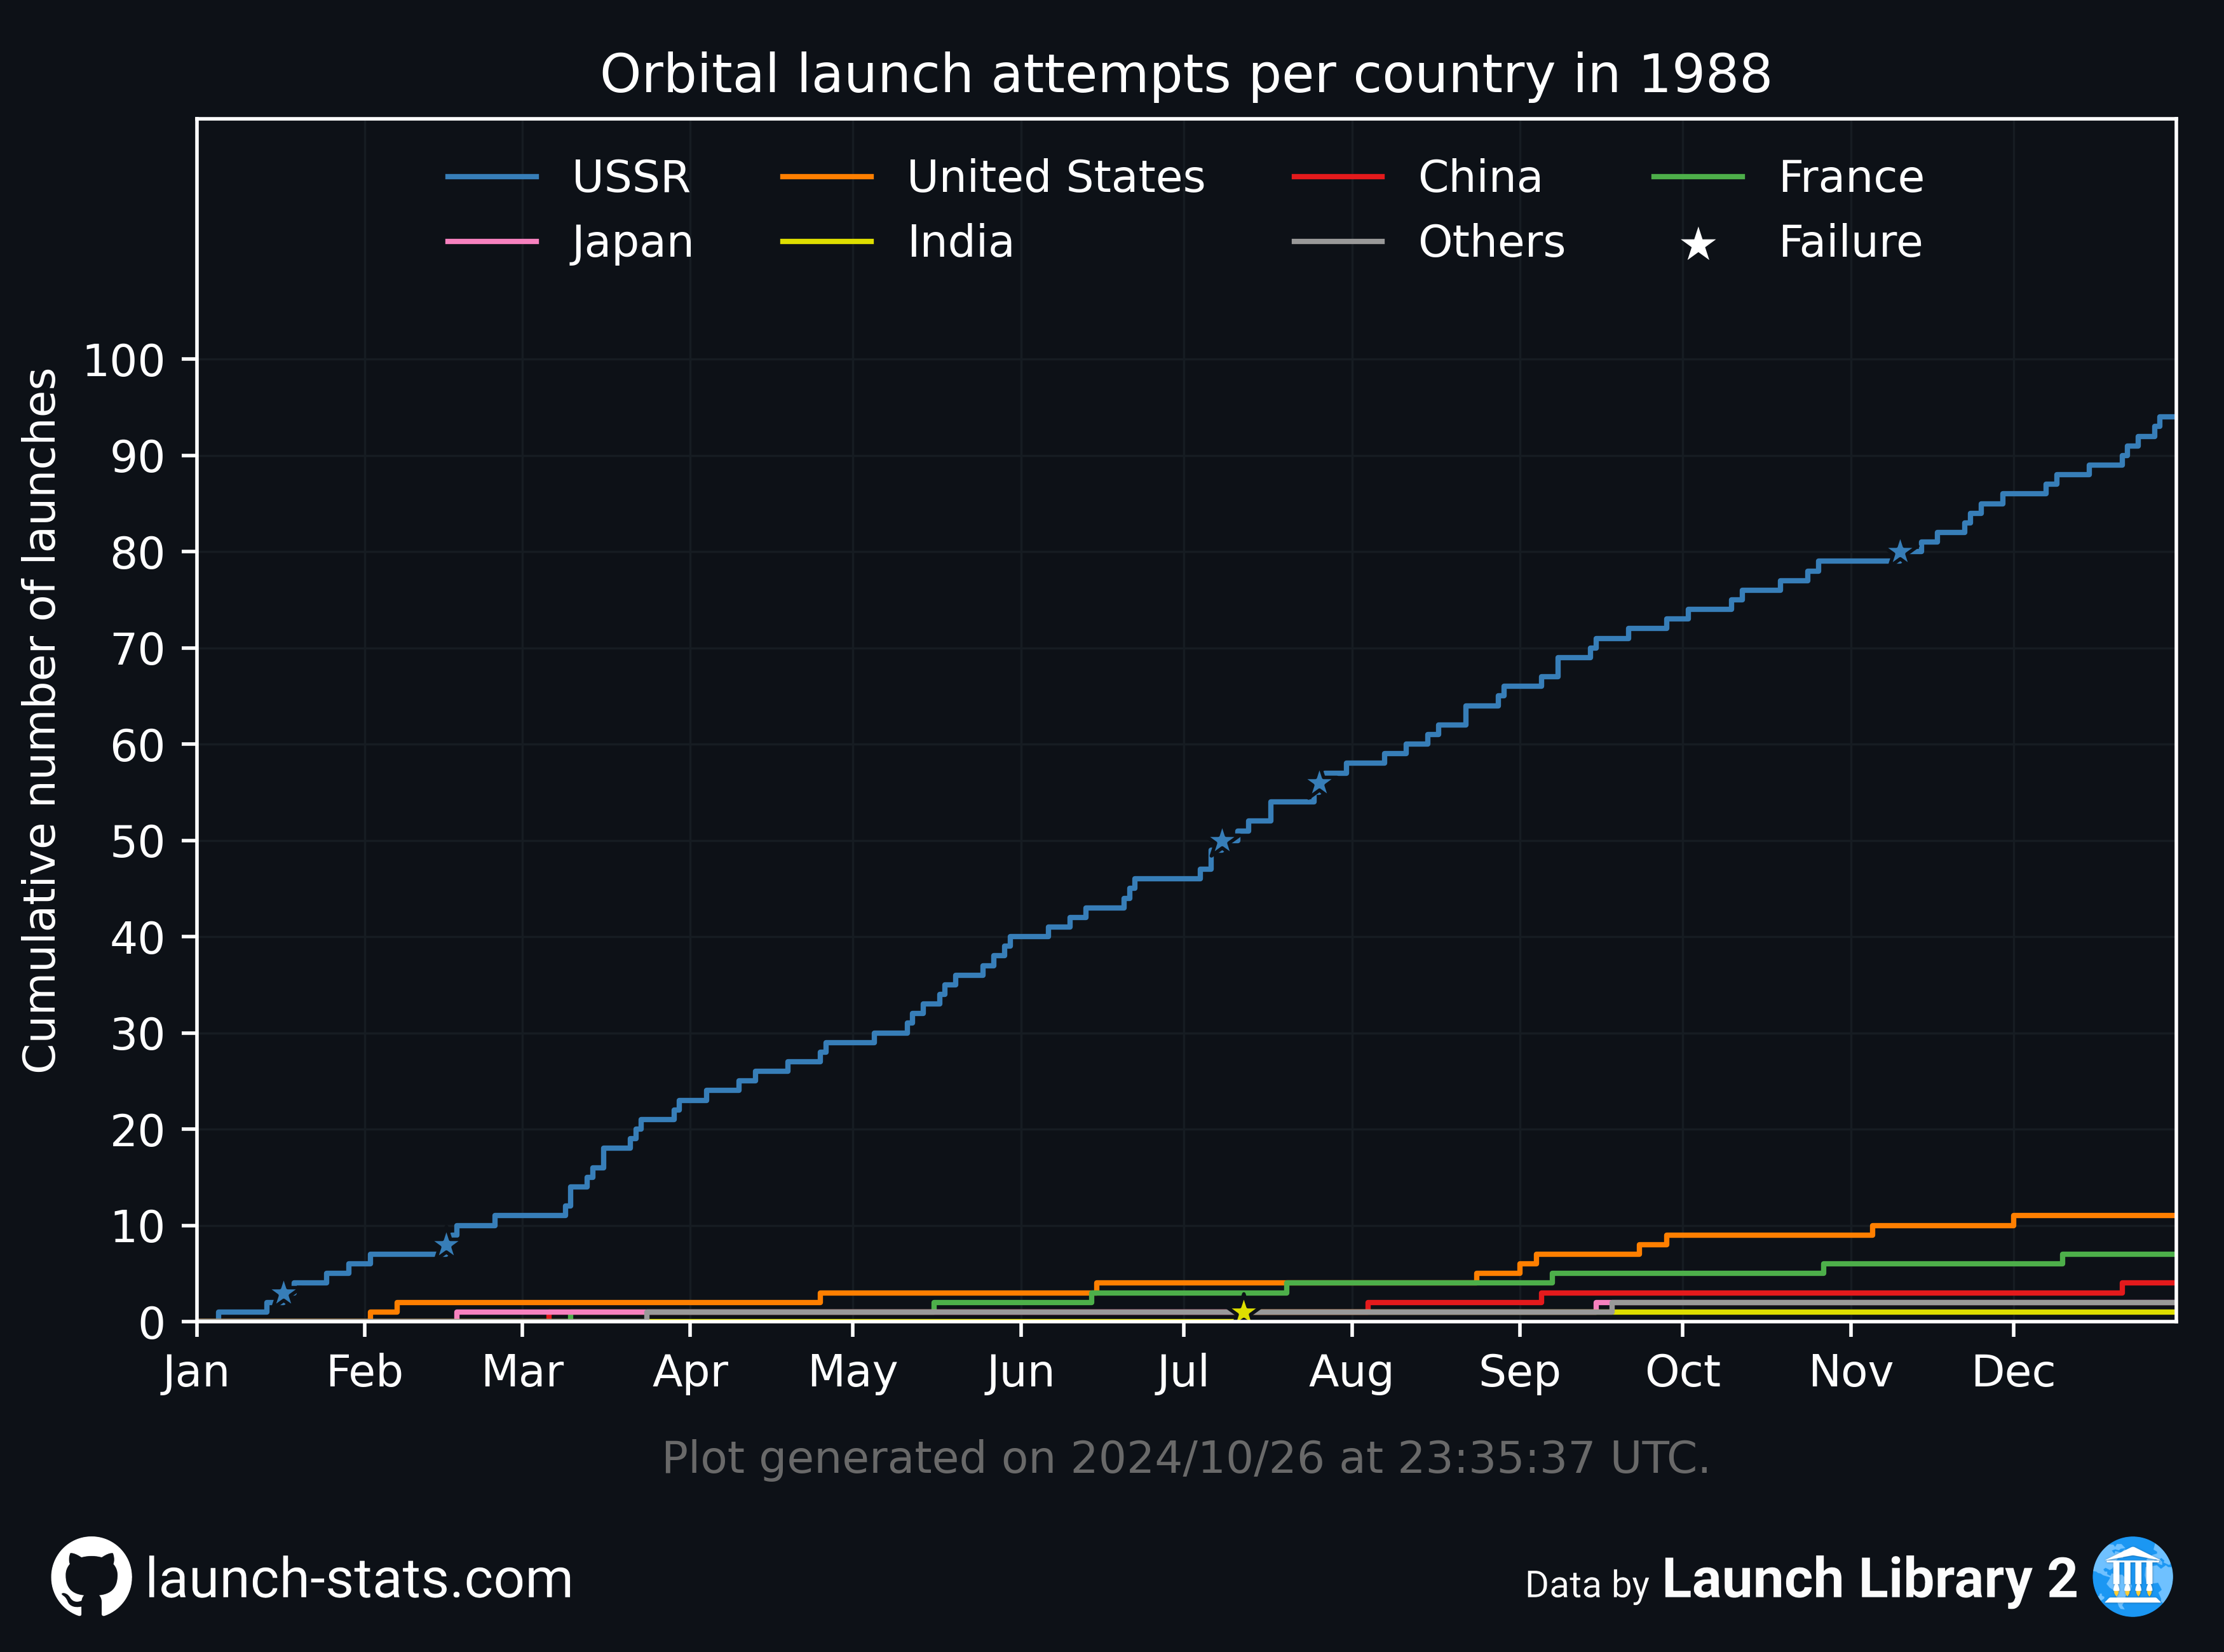 Orbital launch attempts per country in 1988
USSR United States China France
Japan India Others Failure
Cumulative number of launches
100
90
80
70
60
50
40
30
20
10
0
Jan Feb Mar Apr May Jun Jul Aug Sep Oct Nov Dec
Plot generated on 2024/10/26 at 23:35:37 UTC.
launch-stats.com
Data by Launch Library 2